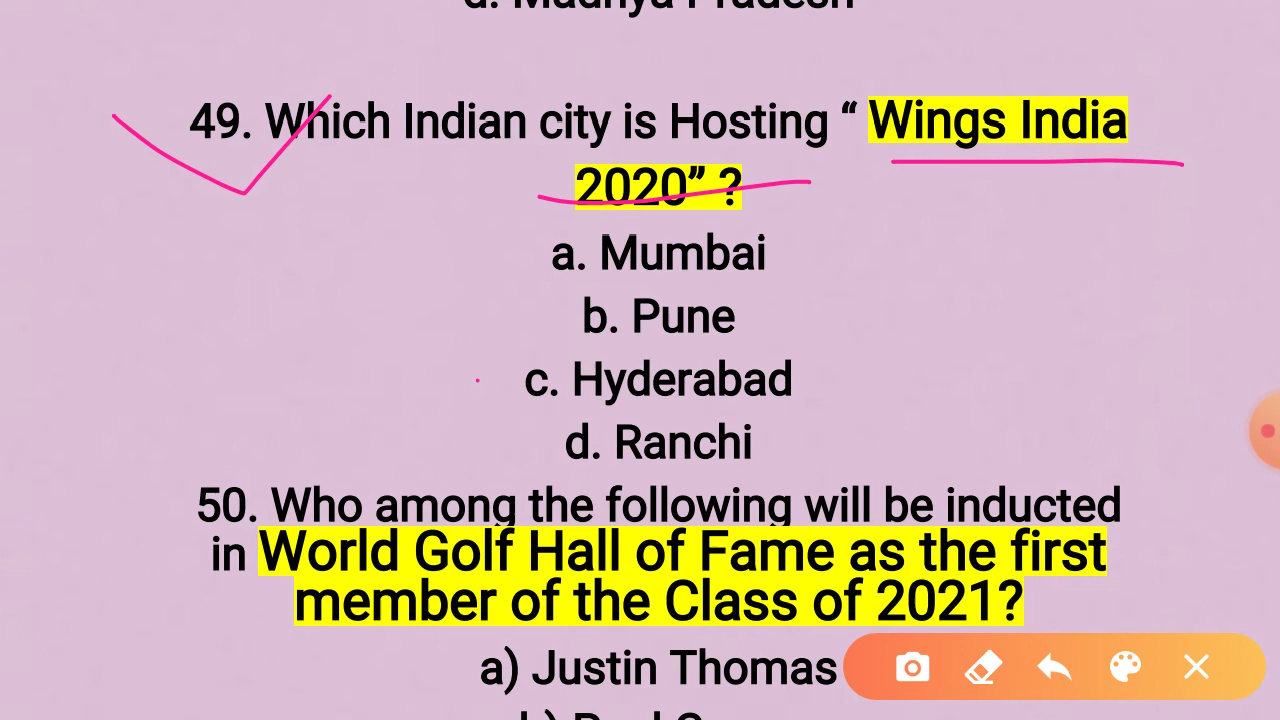 d. Madhya Pradesh
49. Which Indian city is Hosting “ Wings India
2020” ?
a. Mumbai
b. Pune
c. Hyderabad
d. Ranchi
50. Who among the following will be inducted
in World Golf Hall of Fame as the first
member of the Class of 2021?
a) Justin Thomas